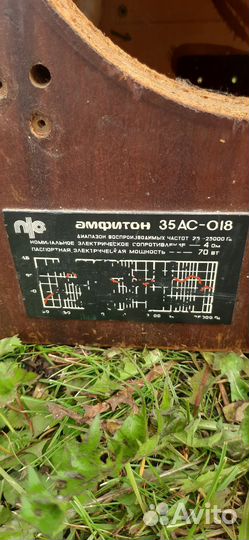 амфитон 35АС-018
ДИАПАЗОН ВОСПРОИЗВОДИМЫХ ЧАСТОТ 25-25000 Гц
НОМИНАЛЬНОЕ ЭЛЕКТРИЧЕСКОЕ СОПРОТИВЛЕНИЕ — 4 Ом
ПАСПОРТНАЯ ЭЛЕКТРИЧЕСКАЯ МОЩНОСТЬ — 70 ВТ
Avito